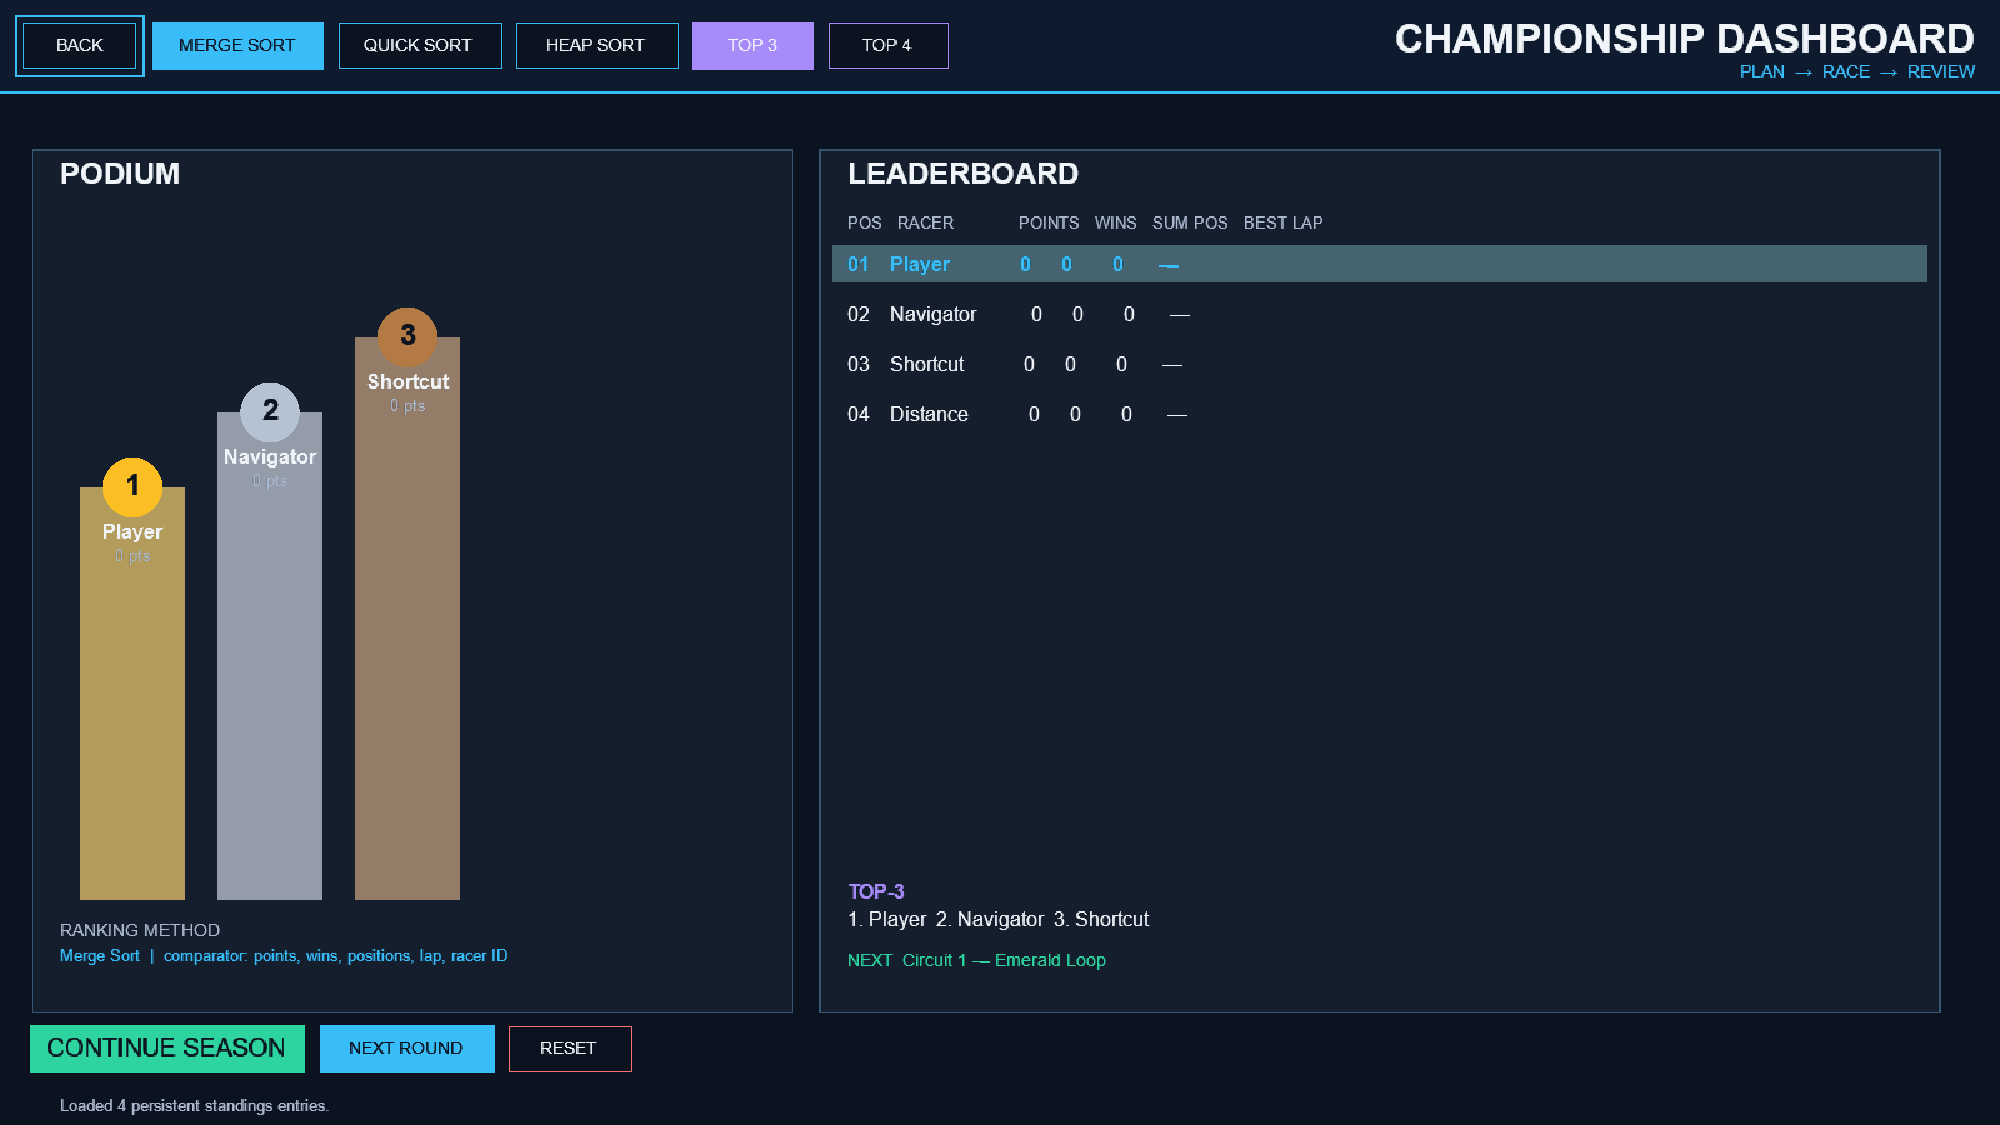 BACK MERGE SORT QUICK SORT HEAP SORT TOP 3 TOP 4
CHAMPIONSHIP DASHBOARD
PLAN → RACE → REVIEW
PODIUM
3
Shortcut
0 pts
2
Navigator
0 pts
1
Player
0 pts
RANKING METHOD
Merge Sort | comparator: points, wins, positions, lap, racer ID
LEADERBOARD
POS RACER POINTS WINS SUM POS BEST LAP
01 Player 0 0 0 —
02 Navigator 0 0 0 —
03 Shortcut 0 0 0 —
04 Distance 0 0 0 —
TOP-3
1. Player 2. Navigator 3. Shortcut
NEXT Circuit 1 — Emerald Loop
CONTINUE SEASON NEXT ROUND RESET
Loaded 4 persistent standings entries.